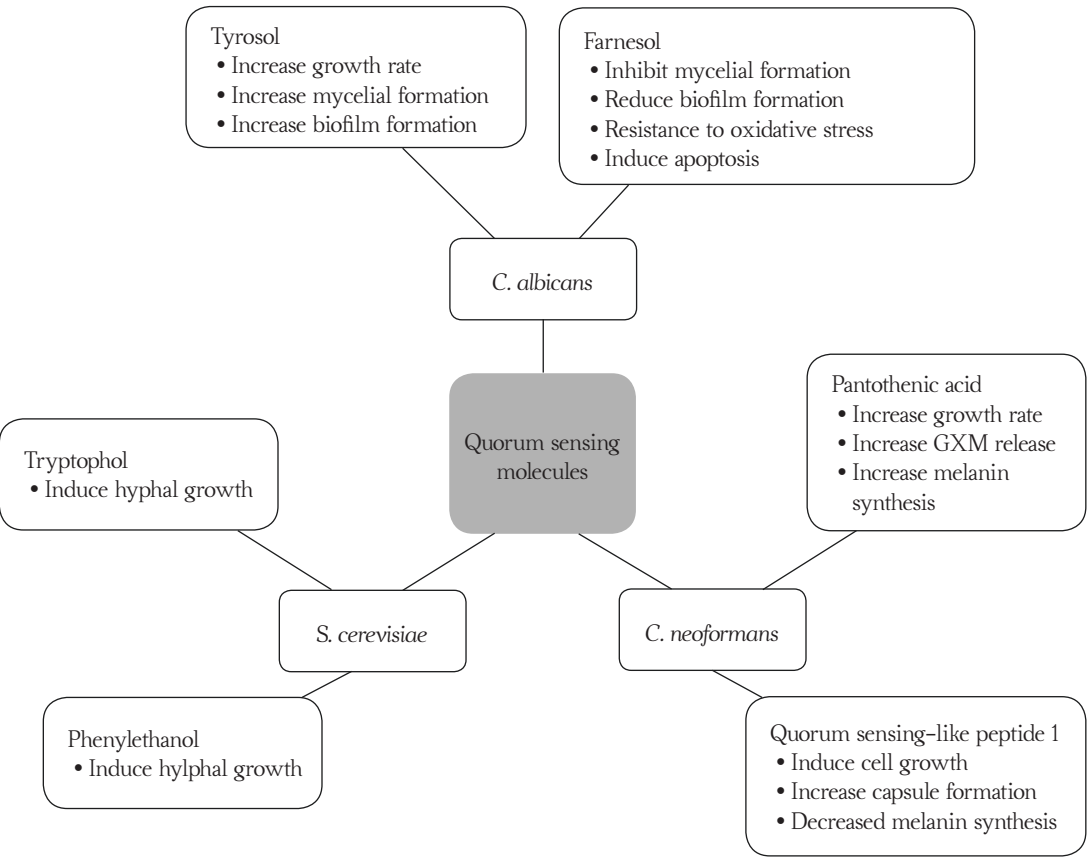 Tyrosol
• Increase growth rate
• Increase mycelial formation
• Increase biofilm formation
Farnesol
• Inhibit mycelial formation
• Reduce biofilm formation
• Resistance to oxidative stress
• Induce apoptosis
C. albicans
Quorum sensing
molecules
Pantothenic acid
• Increase growth rate
• Increase GXM release
• Increase melanin
synthesis
Tryptophol
• Induce hyphal growth
S. cerevisiae
C. neoformans
Phenylethanol
• Induce hylphal growth
Quorum sensing–like peptide 1
• Induce cell growth
• Increase capsule formation
• Decreased melanin synthesis